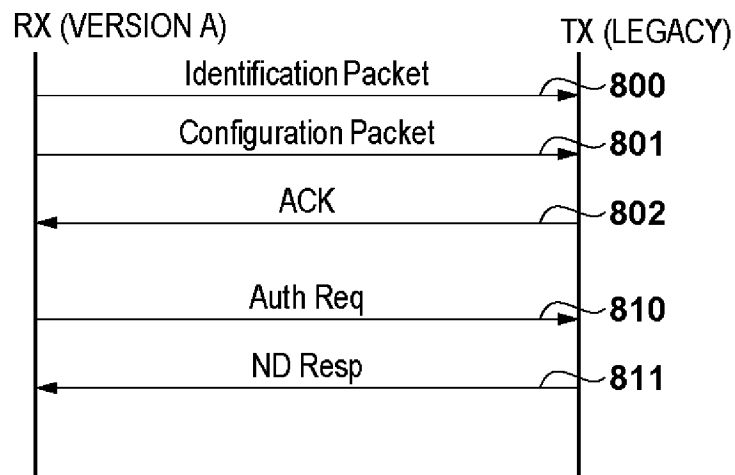 RX (VERSION A)
TX (LEGACY)
Identification Packet
800
Configuration Packet
801
ACK
802
Auth Req
810
ND Resp
811